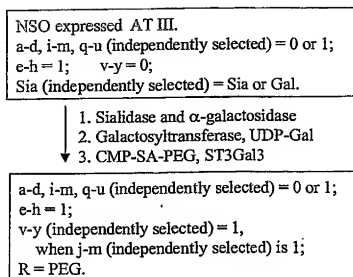 NSO expressed AT III.
a-d, i-m, q-u (independently selected) = 0 or 1;
e-h = 1; v-y = 0;
Sia (independently selected) = Sia or Gal.
1. Sialidase and α-galactosidase
2. Galactosyltransferase, UDP-Gal
3. CMP-SA-PEG, ST3Gal3
a-d, i-m, q-u (independently selected) = 0 or 1;
e-h = 1;
v-y (independently selected) = 1,
when j-m (independently selected) is 1;
R = PEG.